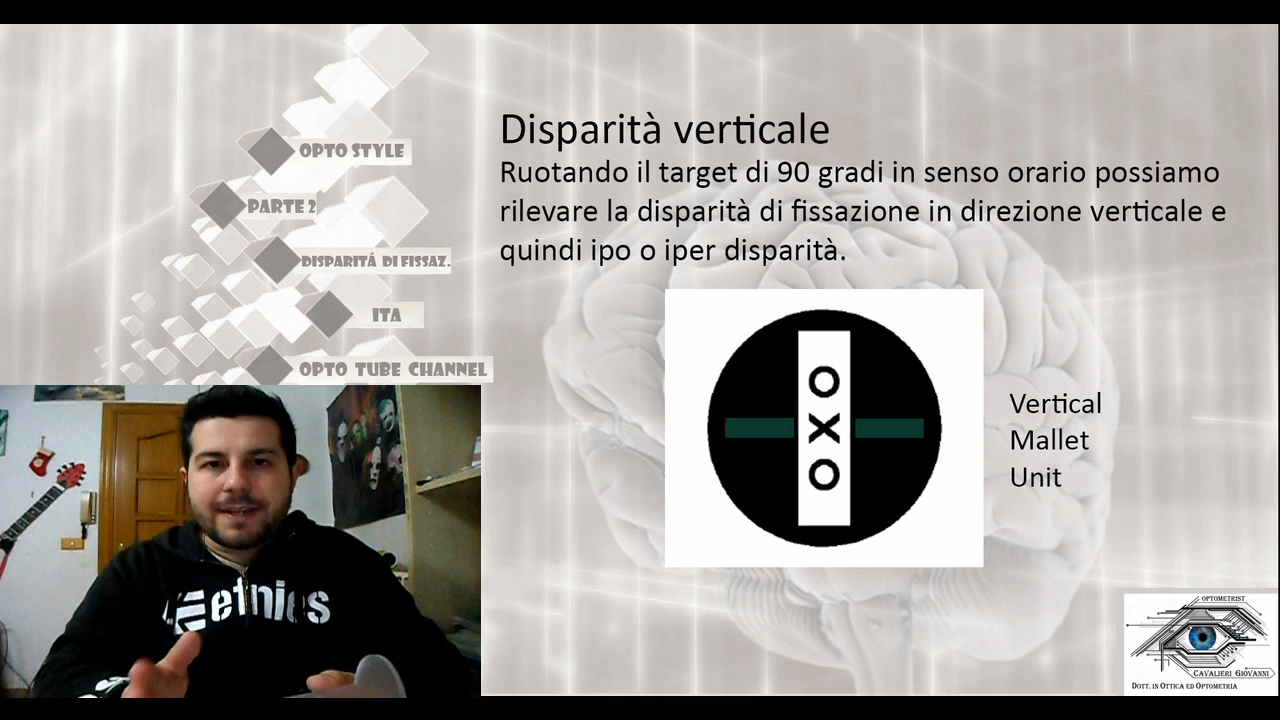 OPTO STYLE
PARTE 2
DISPARITÁ DI FISSAZ.
ITA
OPTO TUBE CHANNEL
Disparità verticale
Ruotando il target di 90 gradi in senso orario possiamo
rilevare la disparità di fissazione in direzione verticale e
quindi ipo o iper disparità.
O
X
O
Vertical
Mallet
Unit
etnies
OPTOMETRIST
CAVALIERI GIOVANNI
DOTT. IN OTTICA ED OPTOMETRIA